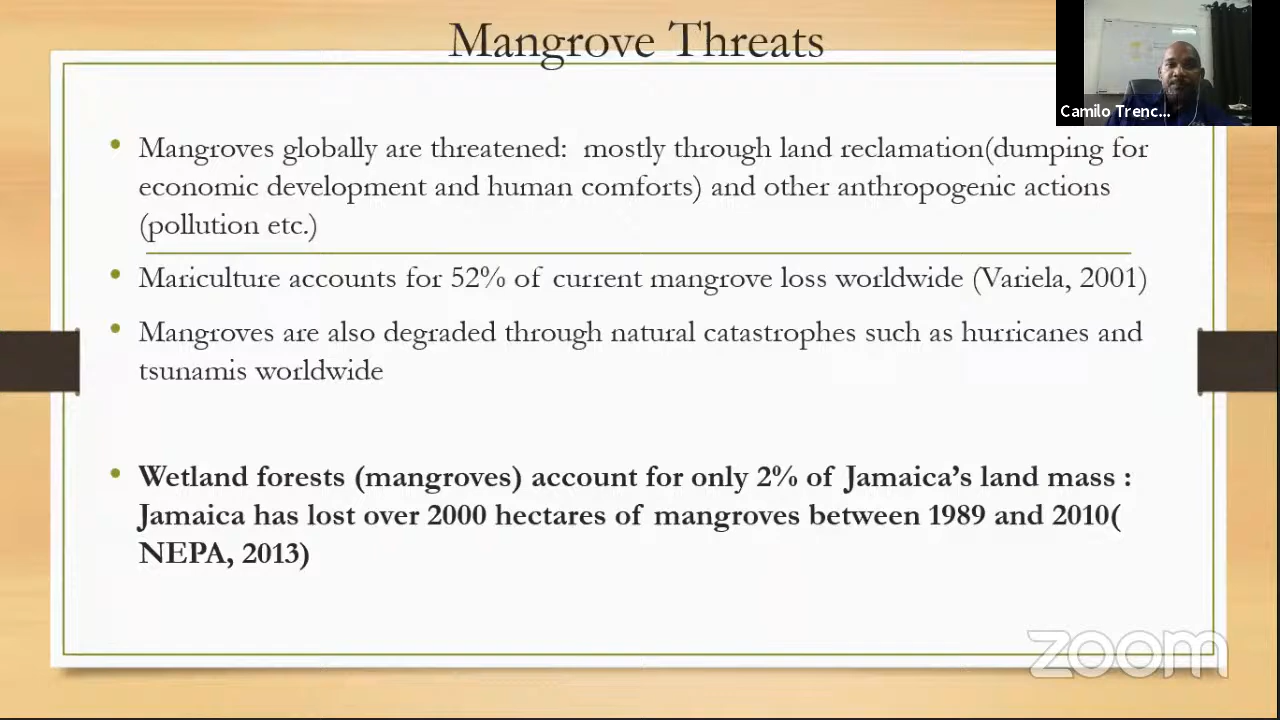 Mangrove Threats
Camilo Trenc...
• Mangroves globally are threatened: mostly through land reclamation(dumping for
economic development and human comforts) and other anthropogenic actions
(pollution etc.)
• Mariculture accounts for 52% of current mangrove loss worldwide (Variela, 2001)
• Mangroves are also degraded through natural catastrophes such as hurricanes and
tsunamis worldwide
• Wetland forests (mangroves) account for only 2% of Jamaica's land mass :
Jamaica has lost over 2000 hectares of mangroves between 1989 and 2010(
NEPA, 2013)
zoom